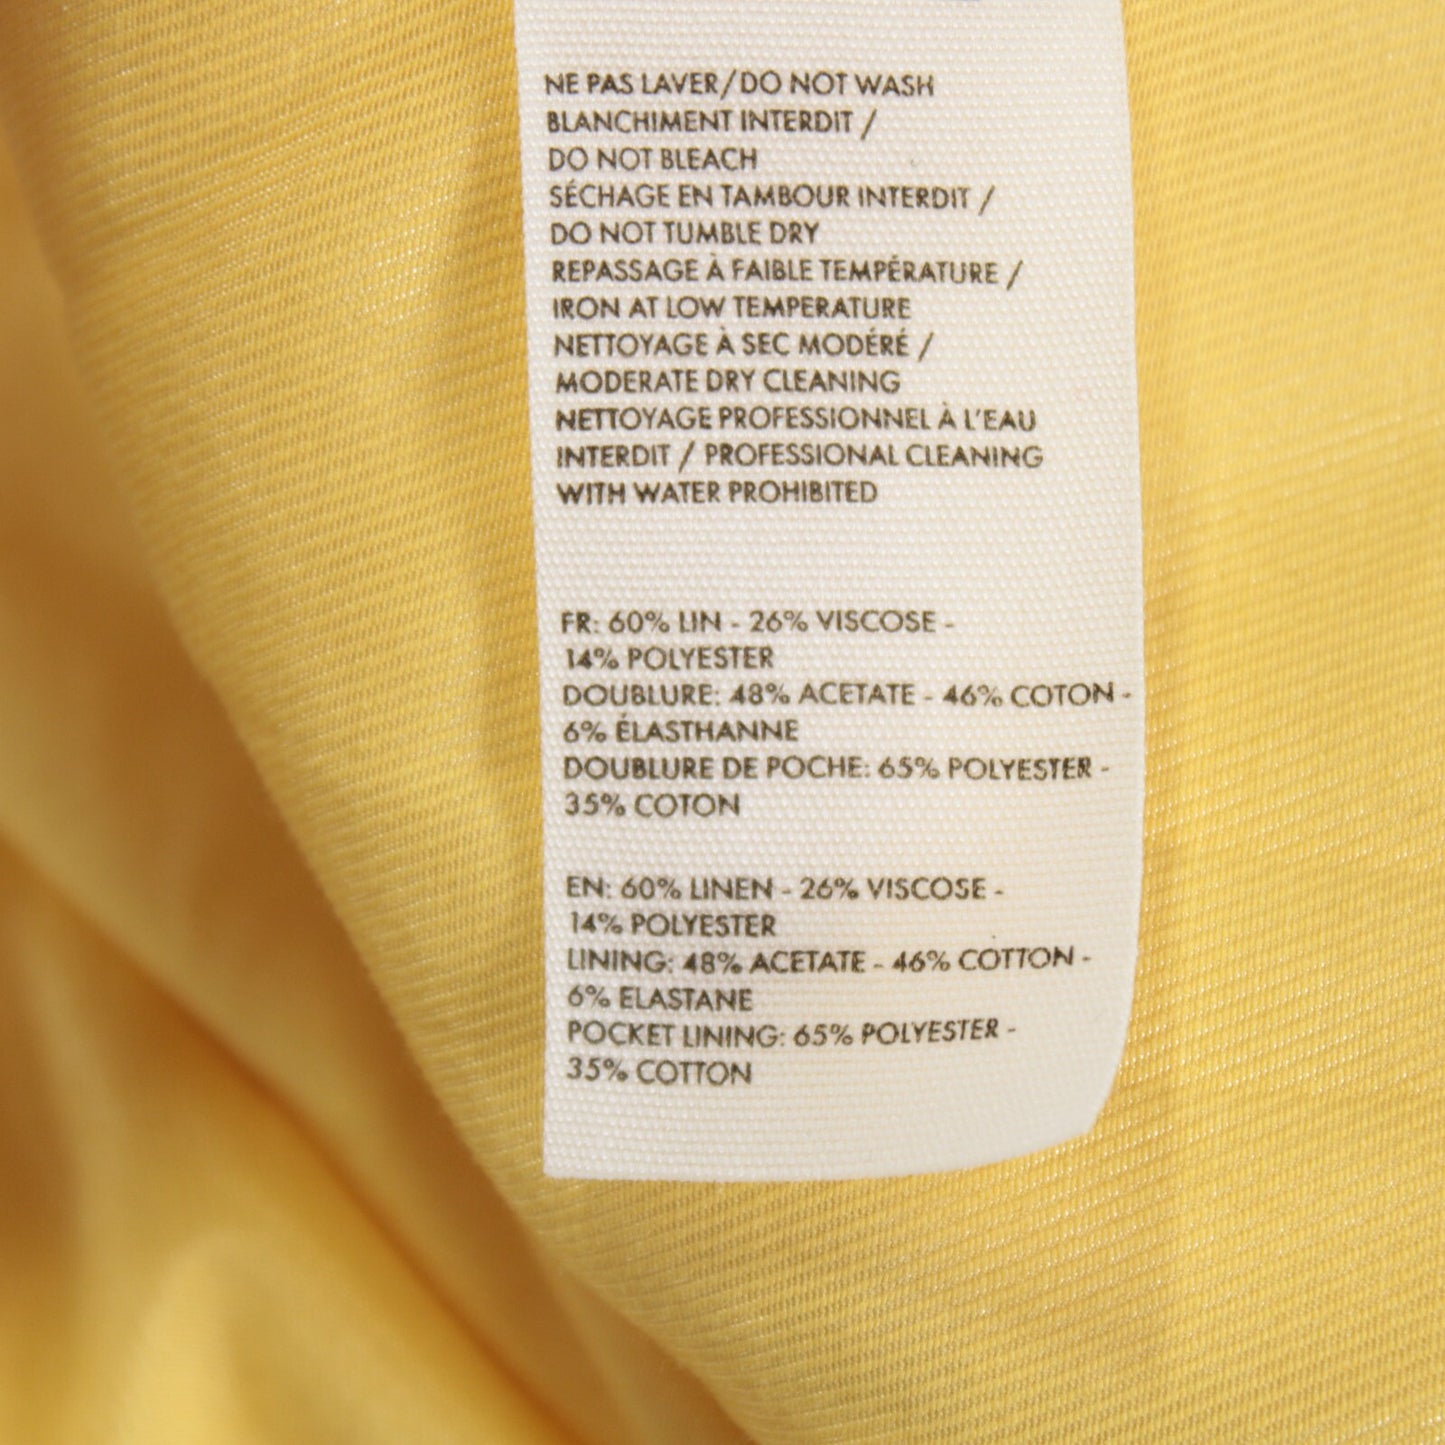 NE PAS LAVER/DO NOT WASH
BLANCHIMENT INTERDIT /
DO NOT BLEACH
SÉCHAGE EN TAMBOUR INTERDIT /
DO NOT TUMBLE DRY
REPASSAGE À FAIBLE TEMPÉRATURE /
IRON AT LOW TEMPERATURE
NETTOYAGE À SEC MODÉRÉ /
MODERATE DRY CLEANING
NETTOYAGE PROFESSIONNEL À L'EAU
INTERDIT / PROFESSIONAL CLEANING
WITH WATER PROHIBITED
FR: 60% LIN - 26% VISCOSE -
14% POLYESTER
DOUBLURE: 48% ACETATE - 46% COTON -
6% ÉLASTHANNE
DOUBLURE DE POCHE: 65% POLYESTER -
35% COTON
EN: 60% LINEN - 26% VISCOSE -
14% POLYESTER
LINING: 48% ACETATE - 46% COTTON -
6% ELASTANE
POCKET LINING: 65% POLYESTER -
35% COTTON